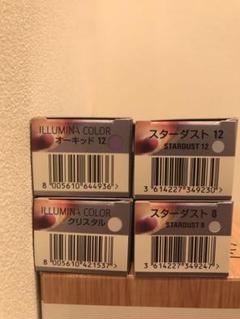 ILLUMINA COLOR
オーキッド 12
8 005610 644936 >
スターダスト 12
STARDUST 12
3 614227 349230 >
ILLUMINA COLOR
クリスタル
8 005610 421537 >
スターダスト 8
STARDUST 8
3 614227 349247 >